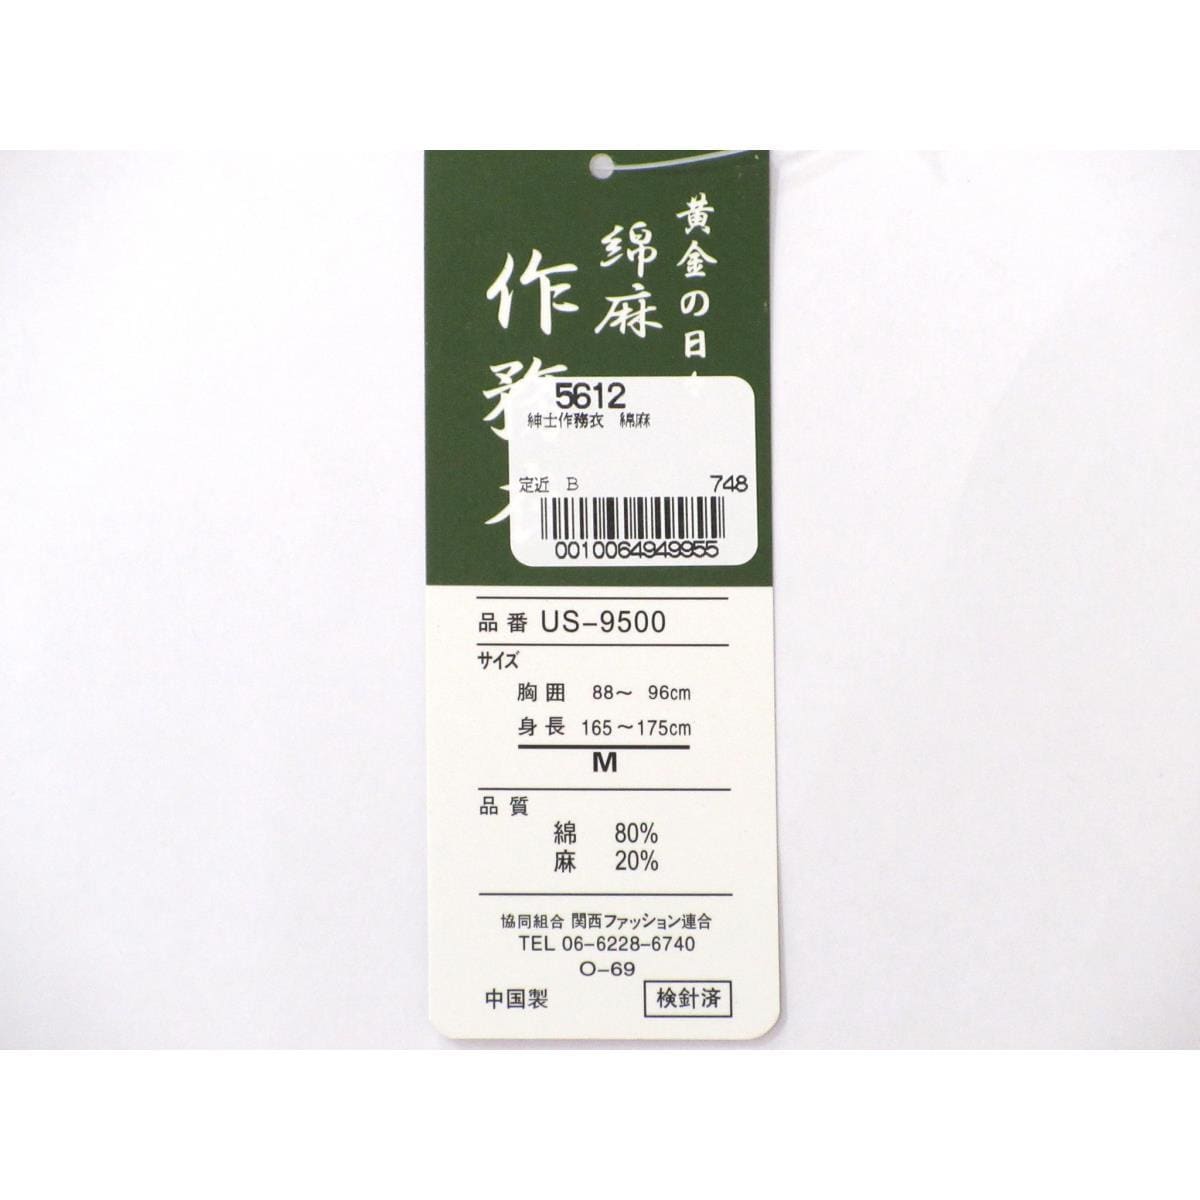 黄金の日
綿麻
作務
5612
紳士作務衣 綿麻
定近 B 748
0010064949955
品番 US-9500
サイズ
胸囲 88～ 96cm
身長 165～175cm
M
品質
綿 80%
麻 20%
協同組合 関西ファッション連合
TEL 06-6228-6740
O-69
中国製 検針済